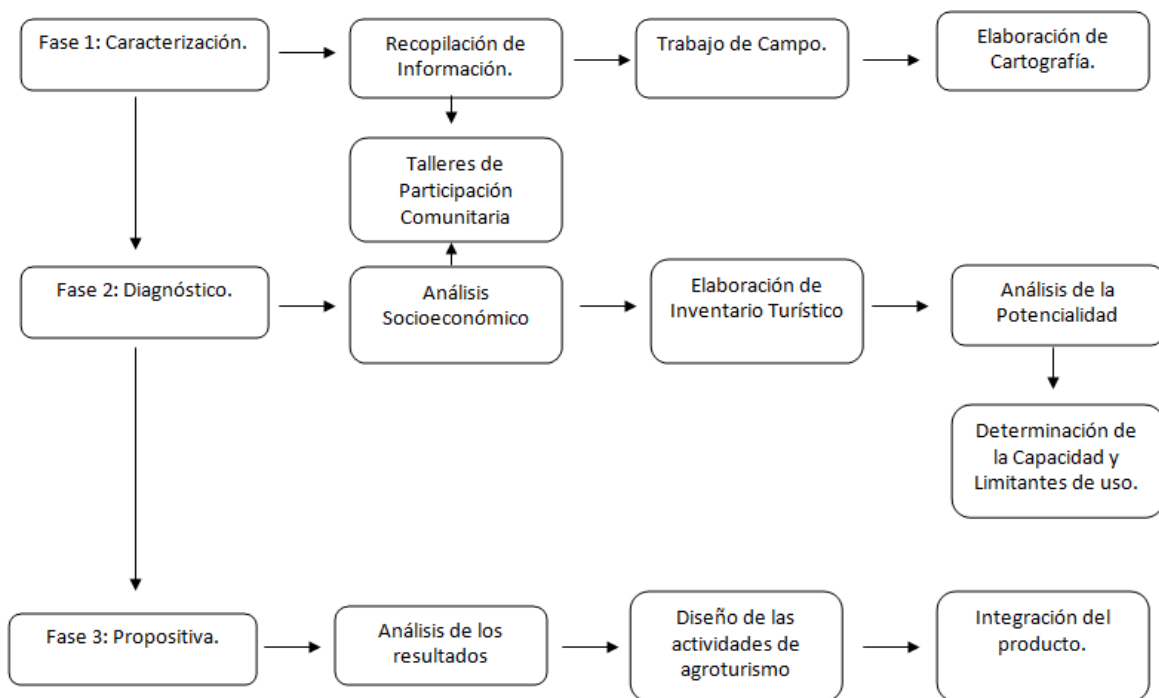 Fase 1: Caracterización.
Recopilación de
Información.
Trabajo de Campo.
Elaboración de
Cartografía.
Talleres de
Participación
Comunitaria
Fase 2: Diagnóstico.
Análisis
Socioeconómico
Elaboración de
Inventario Turístico
Análisis de la
Potencialidad
Determinación de
la Capacidad y
Limitantes de uso.
Fase 3: Propositiva.
Análisis de los
resultados
Diseño de las
actividades de
agroturismo
Integración del
producto.